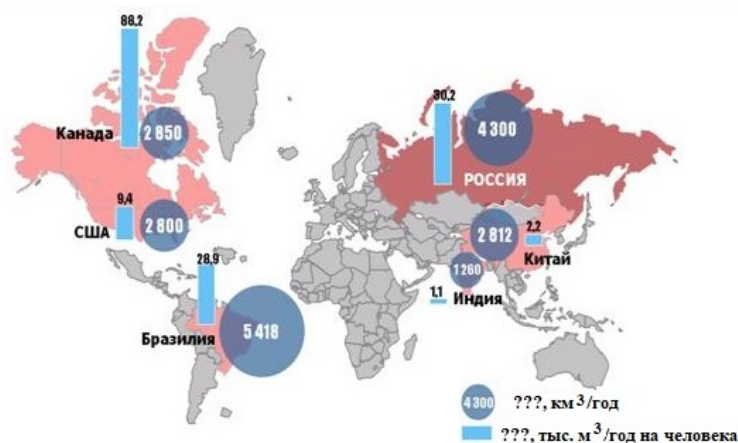 88,2
Канада
2 850
9,4
США
2 800
28,9
Бразилия
5 418
30,2
4 300
РОССИЯ
2 812
2,2
Китай
1 260
1,1
Индия
4 300 ???, км³/год
???, тыс. м³/год на человека